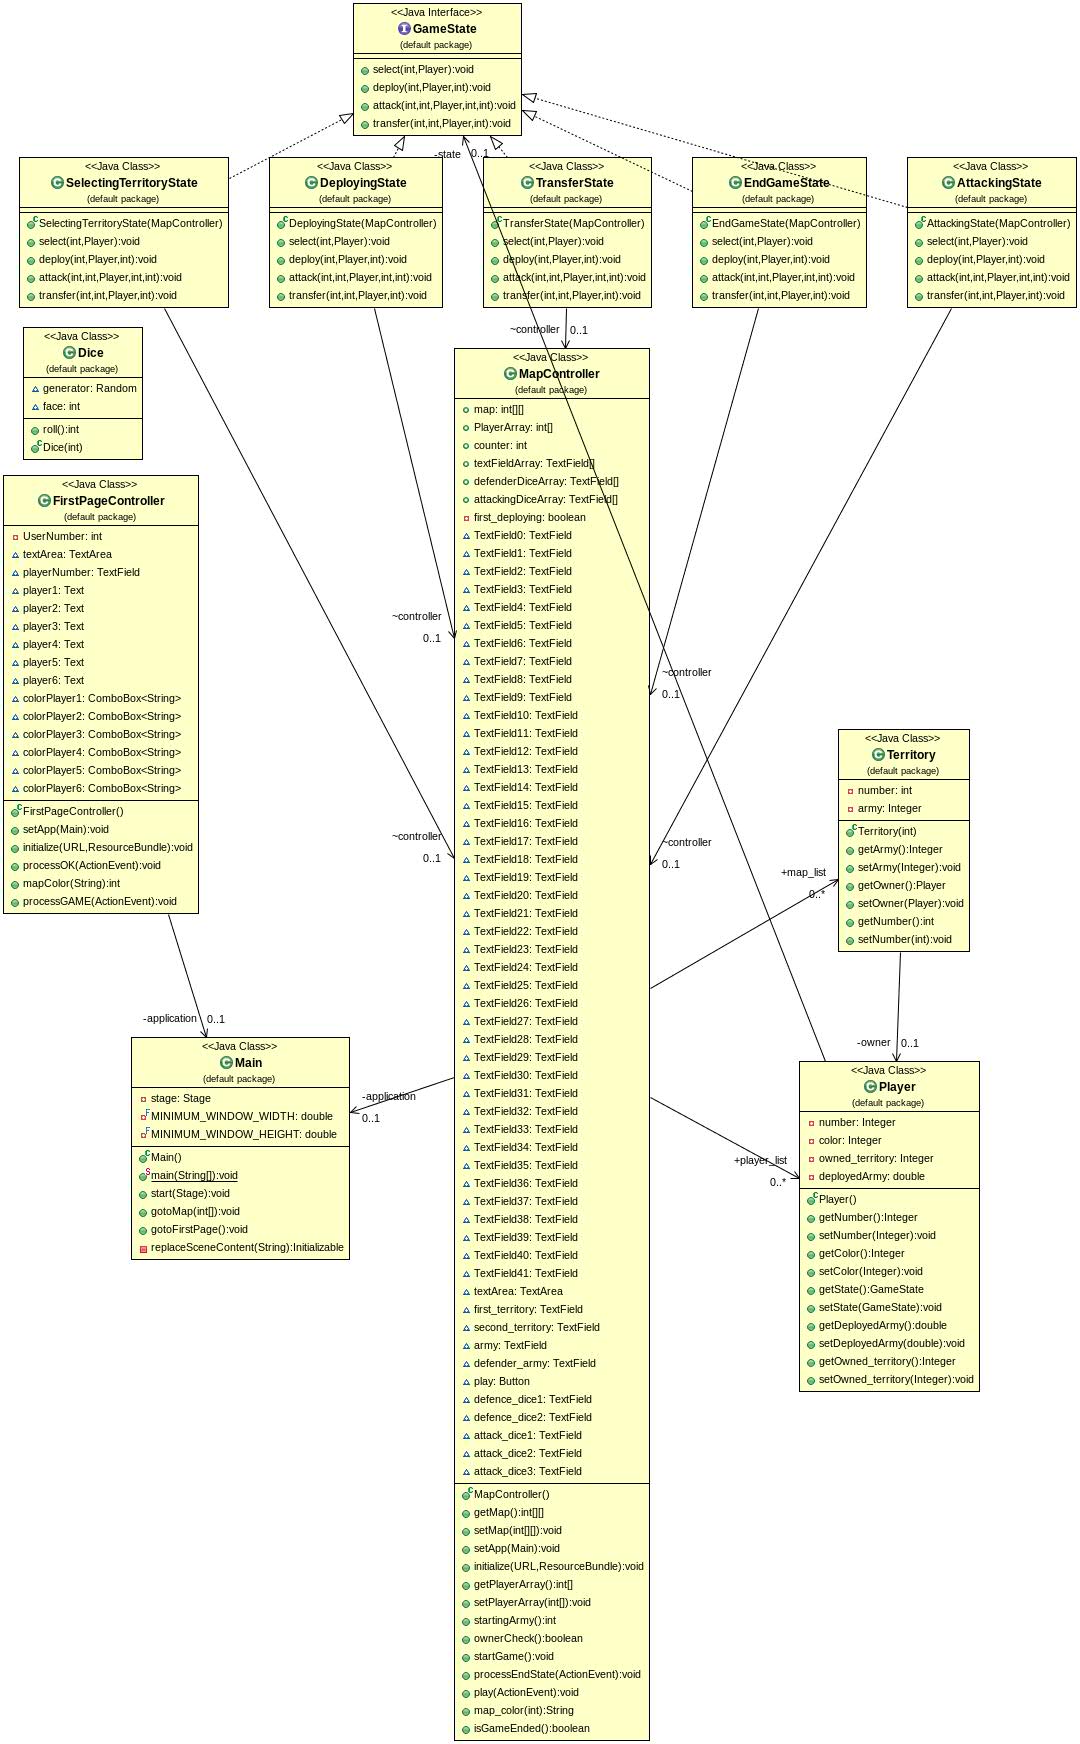 <<Java Interface>>
GameState
(default package)
select(int,Player):void
deploy(int,Player,int):void
attack(int,int,Player,int,int):void
transfer(int,int,Player,int):void
-state
0..1
<<Java Class>>
SelectingTerritoryState
(default package)
SelectingTerritoryState(MapController)
select(int,Player):void
deploy(int,Player,int):void
attack(int,int,Player,int,int):void
transfer(int,int,Player,int):void
<<Java Class>>
DeployingState
(default package)
DeployingState(MapController)
select(int,Player):void
deploy(int,Player,int):void
attack(int,int,Player,int,int):void
transfer(int,int,Player,int):void
<<Java Class>>
TransferState
(default package)
TransferState(MapController)
select(int,Player):void
deploy(int,Player,int):void
attack(int,int,Player,int,int):void
transfer(int,int,Player,int):void
<<Java Class>>
EndGameState
(default package)
EndGameState(MapController)
select(int,Player):void
deploy(int,Player,int):void
attack(int,int,Player,int,int):void
transfer(int,int,Player,int):void
<<Java Class>>
AttackingState
(default package)
AttackingState(MapController)
select(int,Player):void
deploy(int,Player,int):void
attack(int,int,Player,int,int):void
transfer(int,int,Player,int):void
<<Java Class>>
Dice
(default package)
generator: Random
face: int
roll():int
Dice(int)
~controller
0..1
<<Java Class>>
FirstPageController
(default package)
UserNumber: int
textArea: TextArea
playerNumber: TextField
player1: Text
player2: Text
player3: Text
player4: Text
player5: Text
player6: Text
colorPlayer1: ComboBox<String>
colorPlayer2: ComboBox<String>
colorPlayer3: ComboBox<String>
colorPlayer4: ComboBox<String>
colorPlayer5: ComboBox<String>
colorPlayer6: ComboBox<String>
FirstPageController()
setApp(Main):void
initialize(URL,ResourceBundle):void
processOK(ActionEvent):void
mapColor(String):int
processGAME(ActionEvent):void
~controller
0..1
~controller
0..1
-application
0..1
<<Java Class>>
Main
(default package)
stage: Stage
MINIMUM_WINDOW_WIDTH: double
MINIMUM_WINDOW_HEIGHT: double
Main()
main(String[]):void
start(Stage):void
gotoMap(int[]):void
gotoFirstPage():void
replaceSceneContent(String):Initializable
-application
0..1
<<Java Class>>
MapController
(default package)
map: int[][]
PlayerArray: int[]
counter: int
textFieldArray: TextField[]
defenderDiceArray: TextField[]
attackingDiceArray: TextField[]
first_deploying: boolean
TextField0: TextField
TextField1: TextField
TextField2: TextField
TextField3: TextField
TextField4: TextField
TextField5: TextField
TextField6: TextField
TextField7: TextField
TextField8: TextField
TextField9: TextField
TextField10: TextField
TextField11: TextField
TextField12: TextField
TextField13: TextField
TextField14: TextField
TextField15: TextField
TextField16: TextField
TextField17: TextField
TextField18: TextField
TextField19: TextField
TextField20: TextField
TextField21: TextField
TextField22: TextField
TextField23: TextField
TextField24: TextField
TextField25: TextField
TextField26: TextField
TextField27: TextField
TextField28: TextField
TextField29: TextField
TextField30: TextField
TextField31: TextField
TextField32: TextField
TextField33: TextField
TextField34: TextField
TextField35: TextField
TextField36: TextField
TextField37: TextField
TextField38: TextField
TextField39: TextField
TextField40: TextField
TextField41: TextField
textArea: TextArea
first_territory: TextField
second_territory: TextField
army: TextField
defender_army: TextField
play: Button
defence_dice1: TextField
defence_dice2: TextField
attack_dice1: TextField
attack_dice2: TextField
attack_dice3: TextField
MapController()
getMap():int[][]
setMap(int[][]):void
setApp(Main):void
initialize(URL,ResourceBundle):void
getPlayerArray():int[]
setPlayerArray(int[]):void
startingArmy():int
ownerCheck():boolean
startGame():void
processEndState(ActionEvent):void
play(ActionEvent):void
map_color(int):String
isGameEnded():boolean
~controller
0..1
~controller
0..1
+map_list
0..*
<<Java Class>>
Territory
(default package)
number: int
army: Integer
Territory(int)
getArmy():Integer
setArmy(Integer):void
getOwner():Player
setOwner(Player):void
getNumber():int
setNumber(int):void
-owner
0..1
+player_list
0..*
<<Java Class>>
Player
(default package)
number: Integer
color: Integer
owned_territory: Integer
deployedArmy: double
Player()
getNumber():Integer
setNumber(Integer):void
getColor():Integer
setColor(Integer):void
getState():GameState
setState(GameState):void
getDeployedArmy():double
setDeployedArmy(double):void
getOwned_territory():Integer
setOwned_territory(Integer):void